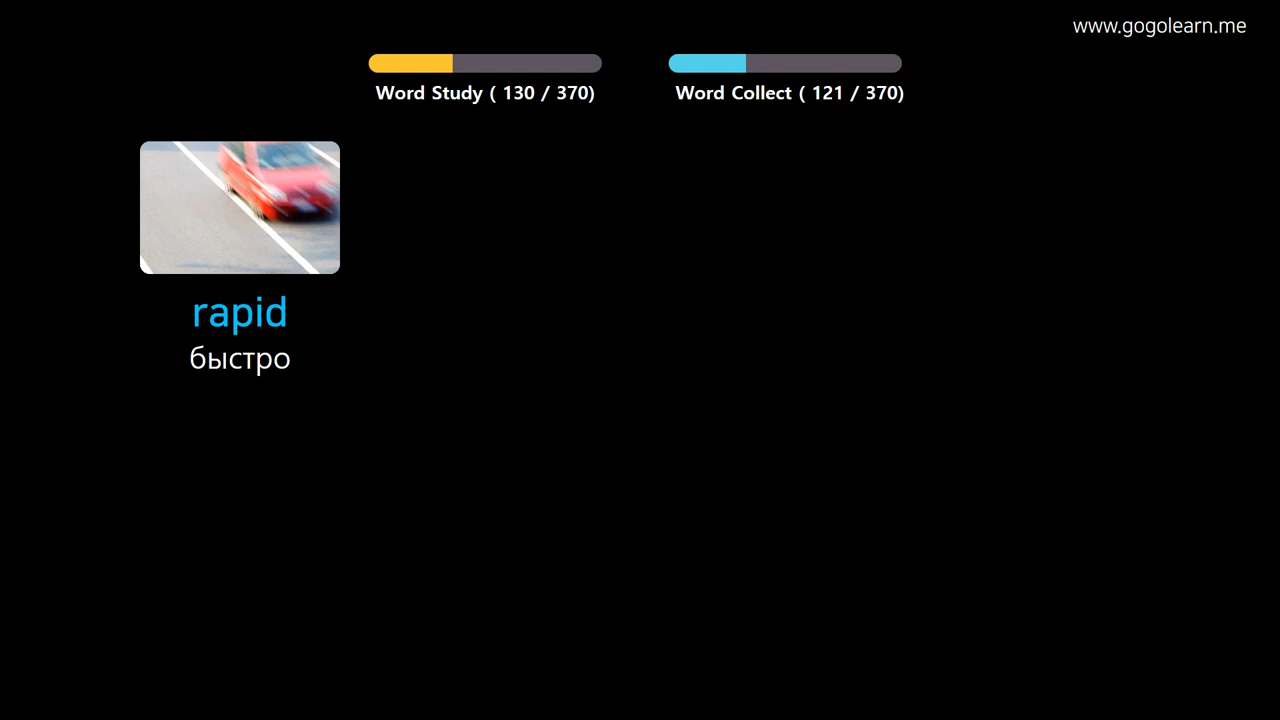 www.gogolearn.me
Word Study ( 130 / 370)
Word Collect ( 121 / 370)
rapid
быстро